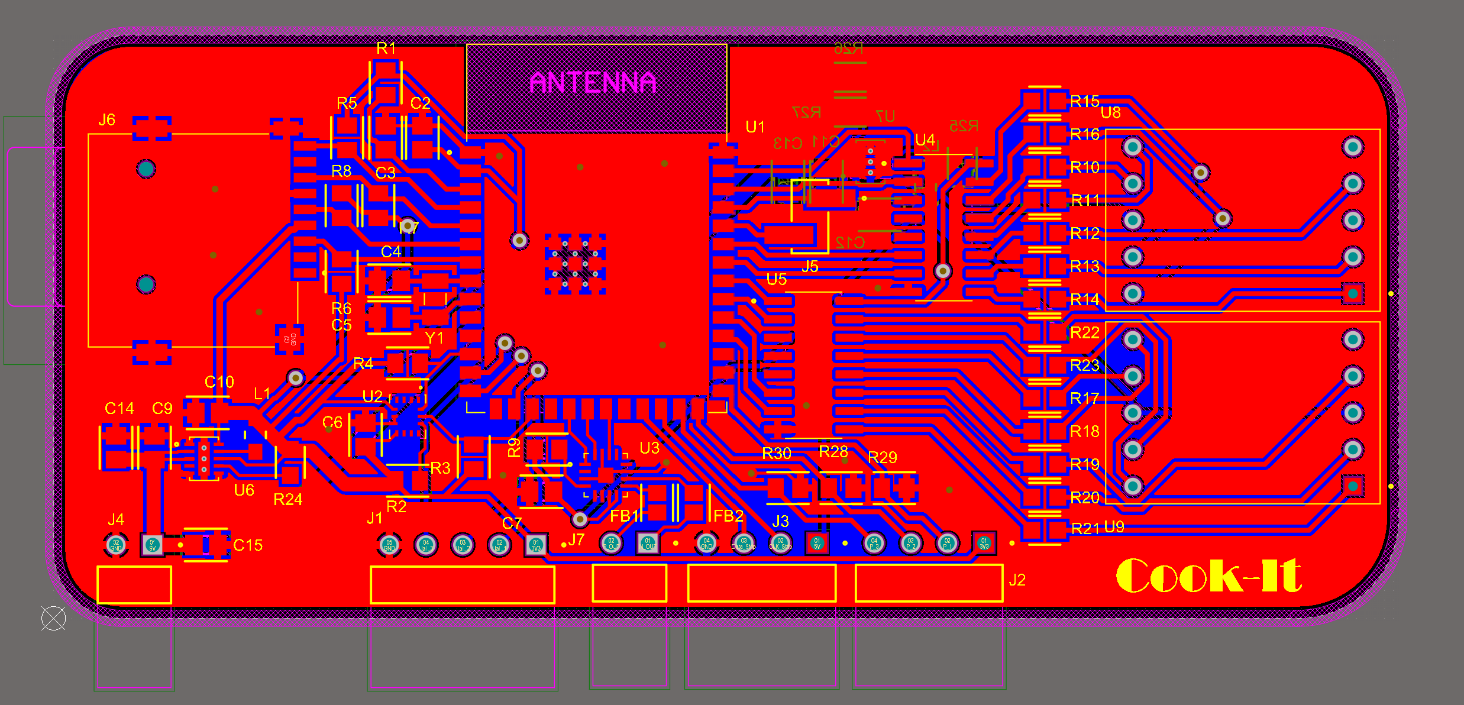 R1
R26
ANTENNA
R5
C2
J6
R27
U7
U1
U4
R25
R15
U8
R16
C13
C11
R8
C3
R10
R11
C4
C12
R12
J5
R13
U5
R14
R6
C5
Y1
R22
R4
R23
C10
L1
U2
R17
C14
C9
C6
R18
R9
U3
R30
R28
R29
R3
R19
U6
R24
R2
R20
J4
J1
C7
FB1
FB2
J3
R21
U9
J7
C15
J2
Cook-It